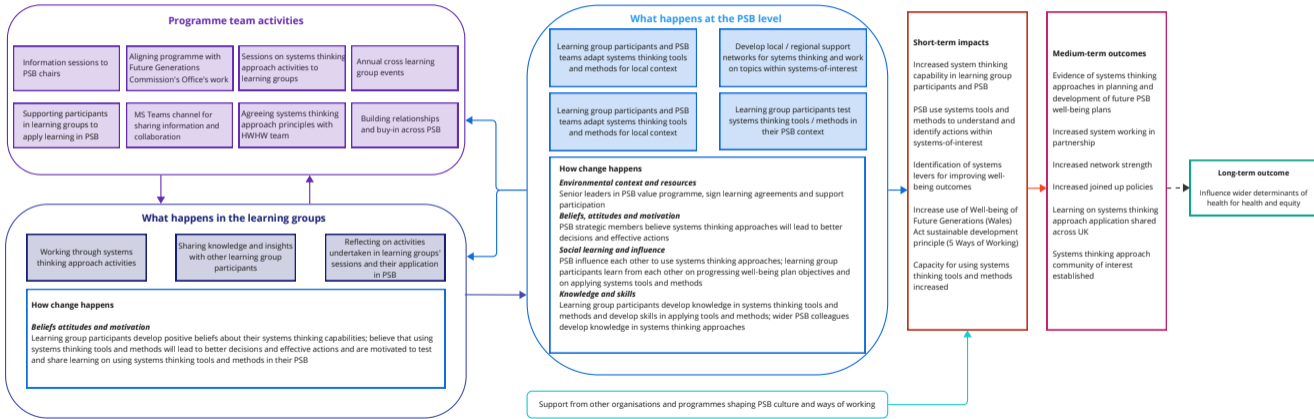 Programme team activities
Information sessions to
PSB chairs
Aligning programme with
Future Generations
Commission's Office's work
Sessions on systems thinking
approach activities to
learning groups
Annual cross learning
group events
Supporting participants
in learning groups to
apply learning in PSB
MS Teams channel for
sharing information and
collaboration
Agreeing systems thinking
approach principles with
HWHW team
Building relationships
and buy-in across PSB
What happens in the learning groups
Working through systems
thinking approach activities
Sharing knowledge and insights
with other learning group
participants
Reflecting on activities
undertaken in learning groups'
sessions and their application
in PSB
How change happens
Beliefs attitudes and motivation
Learning group participants develop positive beliefs about their systems thinking capabilities; believe that using
systems thinking tools and methods will lead to better decisions and effective actions and are motivated to test
and share learning on using systems thinking tools and methods in their PSB
What happens at the PSB level
Learning group participants and PSB
teams adapt systems thinking tools
and methods for local context
Develop local / regional support
networks for sytems thinking and work
on topics within systems-of-interest
Learning group participants and PSB
teams adapt systems thinking tools
and methods for local context
Learning group participants test
systems thinking tools / methods in
their PSB context
How change happens
Environmental context and resources
Senior leaders in PSB value programme, sign learning agreements and support
participation
Beliefs, attitudes and motivation
PSB strategic members believe systems thinking approaches will lead to better
decisions and effective actions
Social learning and influence
PSB influence each other to use systems thinking approaches; learning group
participants learn from each other on progressing well-being plan objectives and
on applying systems tools and methods
Knowledge and skills
Learning group participants develop knowledge in systems thinking tools and
methods and develop skills in applying tools and methods; wider PSB colleagues
develop knowledge in systems thinking approaches
Short-term impacts
Increased system thinking
capability in learning group
participants and PSB
PSB use systems tools and
methods to understand and
identify actions within
systems-of-interest
Identification of systems
levers for improving well-
being outcomes
Increase use of Well-being of
Future Generations (Wales)
Act sustainable development
principle (5 Ways of Working)
Capacity for using systems
thinking tools and methods
increased
Medium-term outcomes
Evidence of systems thinking
approaches in planning and
development of future PSB
well-being plans
Increased system working in
partnership
Increased network strength
Increased joined up policies
Learning on systems thinking
approach application shared
across UK
Systems thinking approach
community of interest
established
Long-term outcome
Influence wider determinants of
health for health and equity
Support from other organisations and programmes shaping PSB culture and ways of working